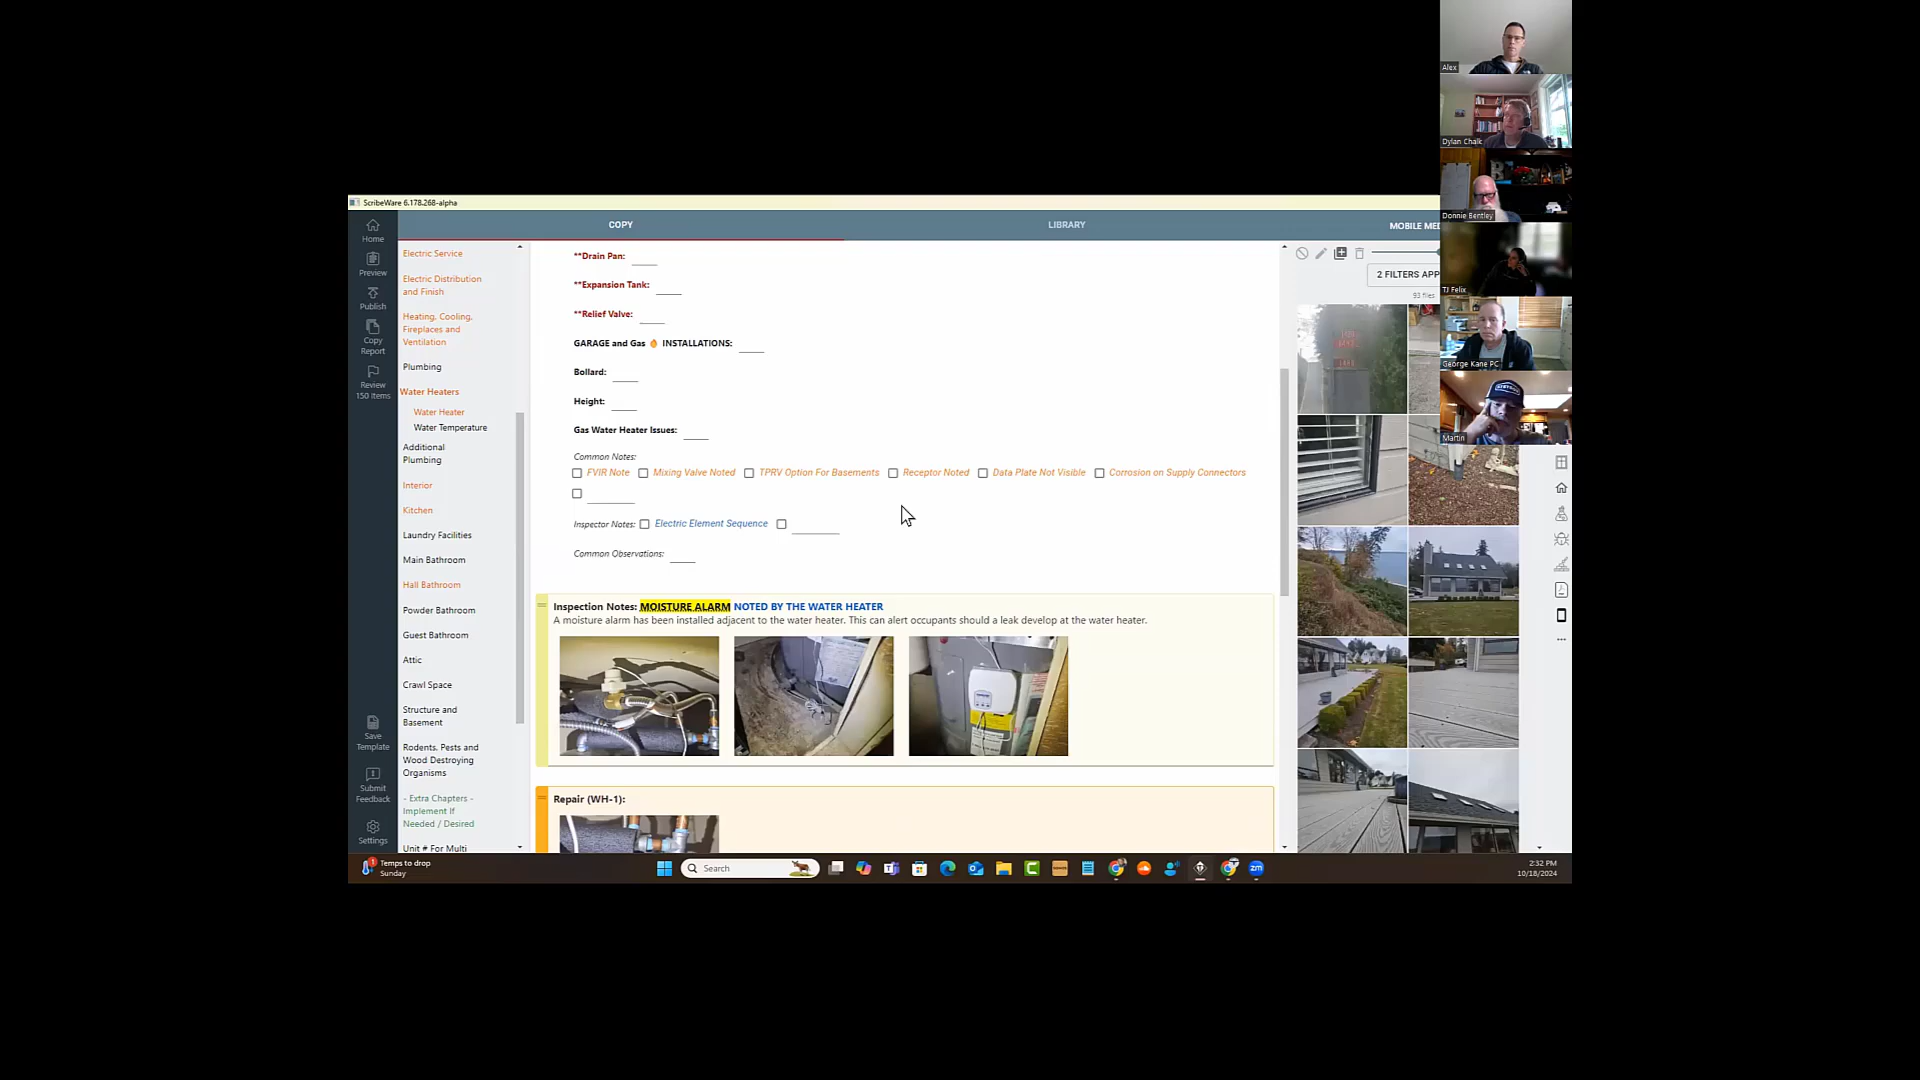 ScribeWare 6.178.268-alpha
COPY
LIBRARY
MOBILE MED
Home
Preview
Publish
Copy
Report
Review
150 Items
Save
Template
Submit
Feedback
Settings
Electric Service
Electric Distribution
and Finish
Heating, Cooling,
Fireplaces and
Ventilation
Plumbing
Water Heaters
Water Heater
Water Temperature
Additional
Plumbing
Interior
Kitchen
Laundry Facilities
Main Bathroom
Hall Bathroom
Powder Bathroom
Guest Bathroom
Attic
Crawl Space
Structure and
Basement
Rodents, Pests and
Wood Destroying
Organisms
- Extra Chapters -
Implement If
Needed / Desired
Unit # For Multi
**Drain Pan:
**Expansion Tank:
**Relief Valve:
GARAGE and Gas 🔥 INSTALLATIONS:
Bollard:
Height:
Gas Water Heater Issues:
Common Notes:
FVIR Note Mixing Valve Noted TPRV Option For Basements Receptor Noted Data Plate Not Visible Corrosion on Supply Connectors
Inspector Notes: Electric Element Sequence
Common Observations:
Inspection Notes: MOISTURE ALARM NOTED BY THE WATER HEATER
A moisture alarm has been installed adjacent to the water heater. This can alert occupants should a leak develop at the water heater.
Repair (WH-1):
2 FILTERS APP
93 files
Alex
Dylan Chalk
Donnie Bentley
TJ Felix
George Kane PC
Martin
1
Temps to drop
Sunday
Search
zm
2:32 PM
10/18/2024